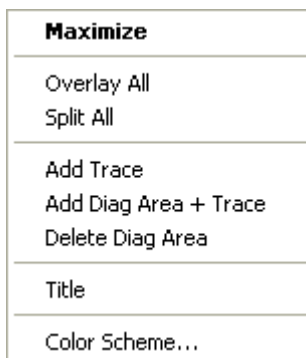 Maximize
Overlay All
Split All
Add Trace
Add Diag Area + Trace
Delete Diag Area
Title
Color Scheme...